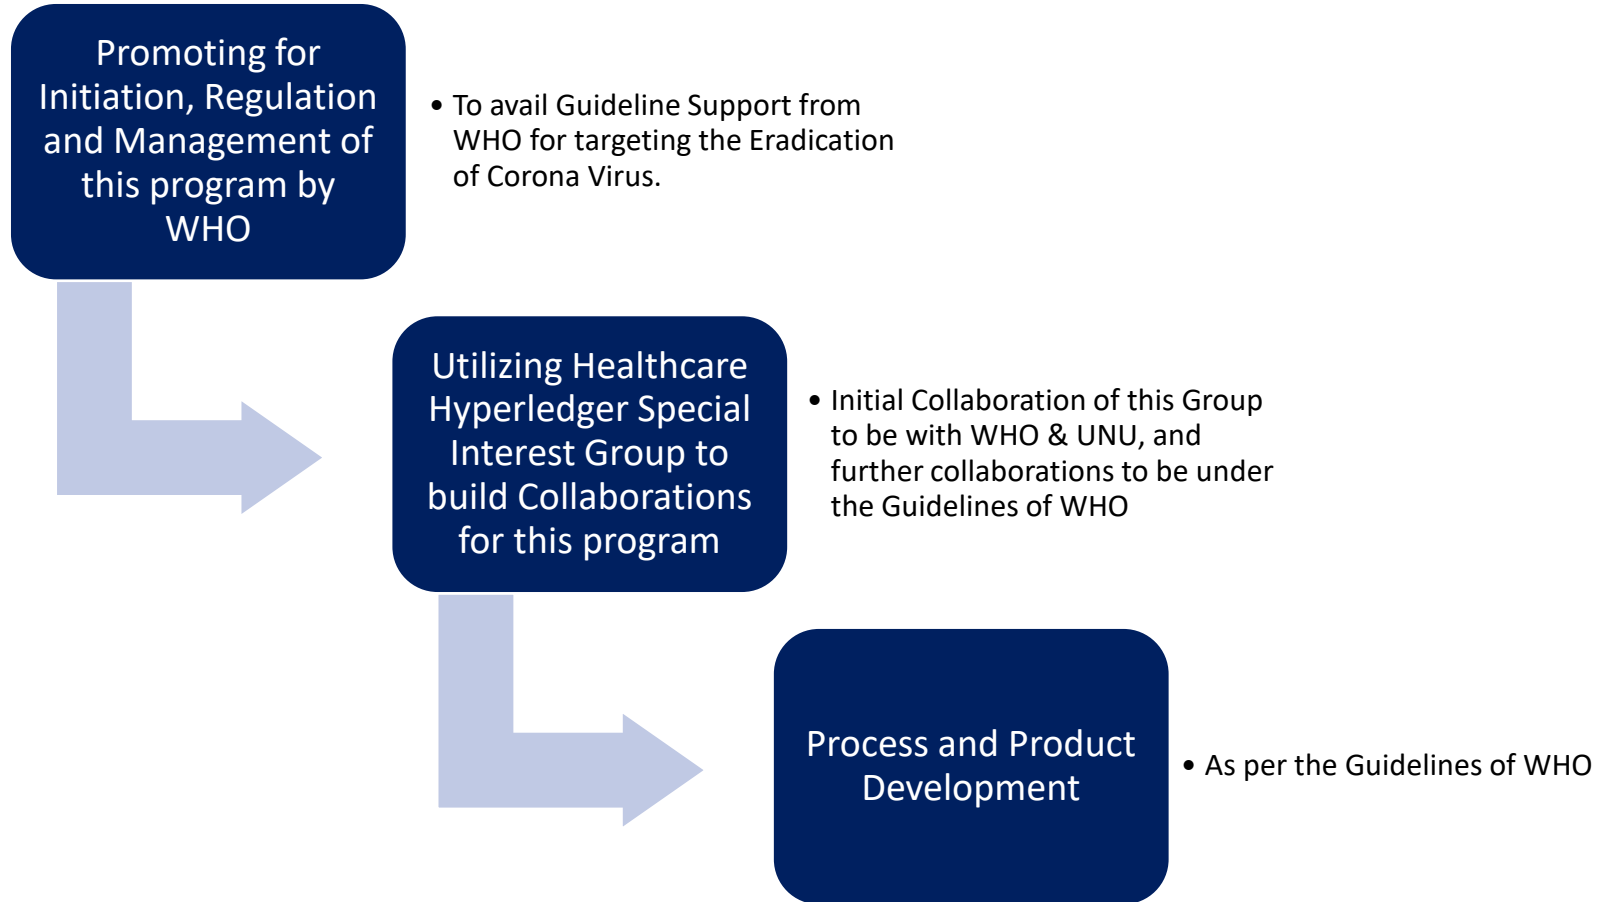 Promoting for
Initiation, Regulation
and Management of
this program by
WHO
• To avail Guideline Support from
WHO for targeting the Eradication
of Corona Virus.
Utilizing Healthcare
Hyperledger Special
Interest Group to
build Collaborations
for this program
• Initial Collaboration of this Group
to be with WHO & UNU, and
further collaborations to be under
the Guidelines of WHO
Process and Product
Development
• As per the Guidelines of WHO